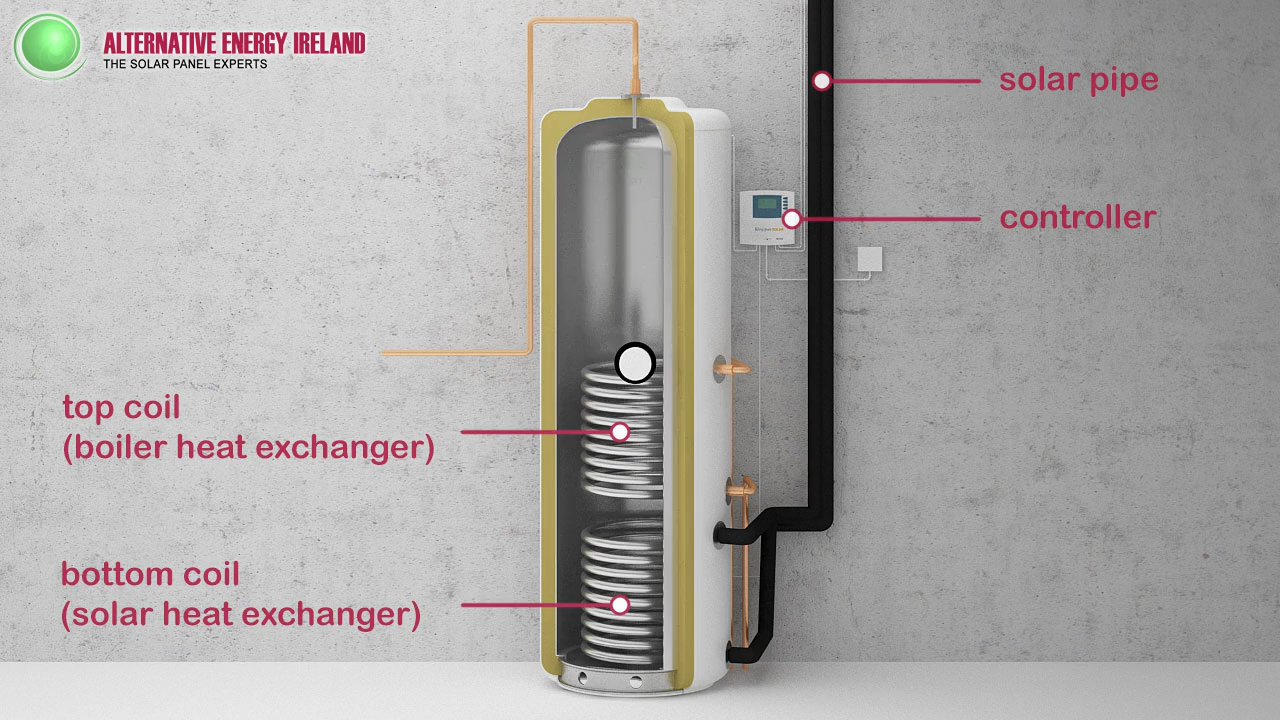 ALTERNATIVE ENERGY IRELAND
THE SOLAR PANEL EXPERTS
solar pipe
controller
top coil
(boiler heat exchanger)
bottom coil
(solar heat exchanger)